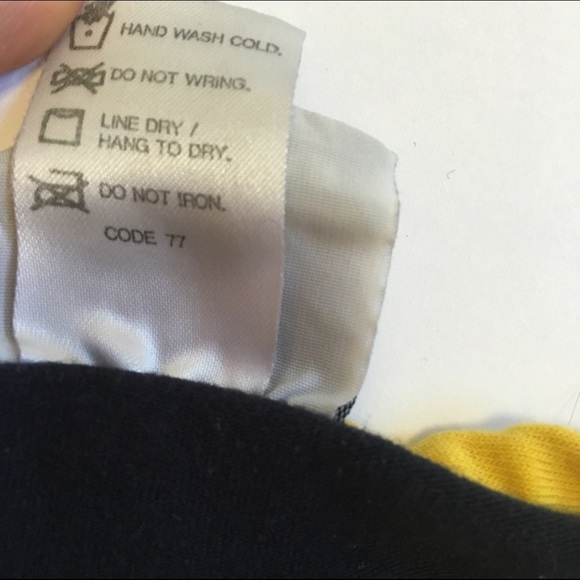 HAND WASH COLD.
DO NOT WRING.
LINE DRY /
HANG TO DRY.
DO NOT IRON.
CODE 77